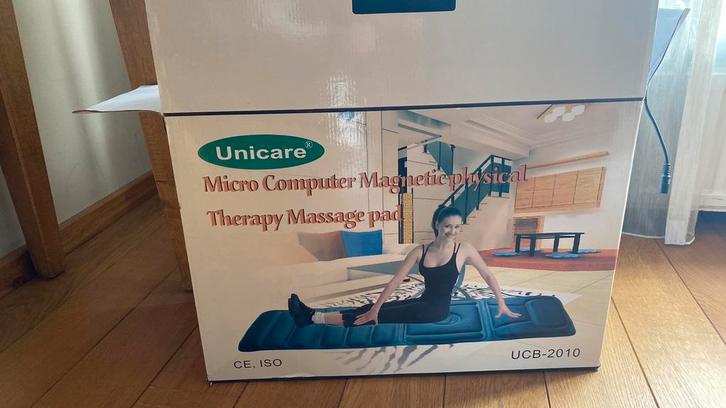 Unicare®
Micro Computer Magnetic physical
Therapy Massage pad
CE, ISO
UCB-2010